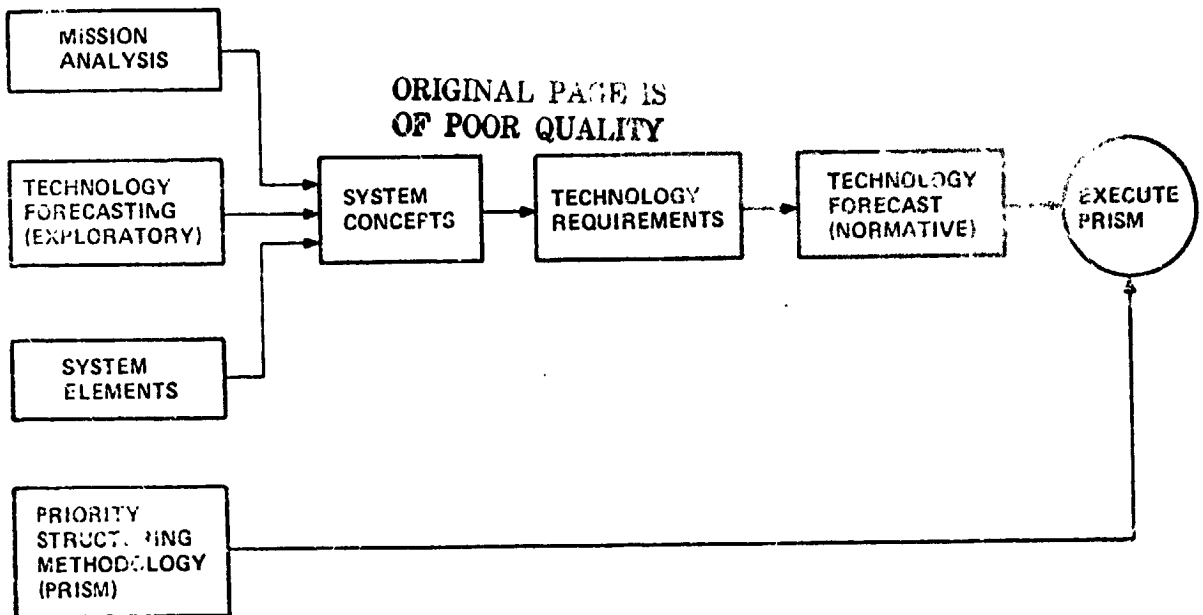 MISSION
ANALYSIS
ORIGINAL PAGE IS
OF POOR QUALITY
TECHNOLOGY
FORECASTING
(EXPLORATORY)
SYSTEM
CONCEPTS
TECHNOLOGY
REQUIREMENTS
TECHNOLOGY
FORECAST
(NORMATIVE)
EXECUTE
PRISM
SYSTEM
ELEMENTS
PRIORITY
STRUCTURING
METHODOLOGY
(PRISM)